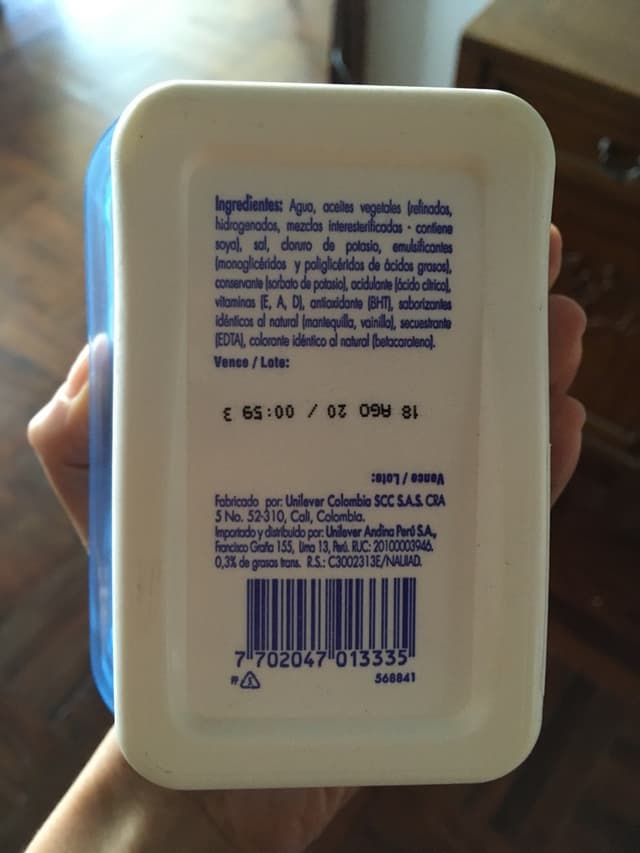 Ingredientes: Agua, aceites vegetales (refinados,
hidrogenados, mezclas interesterificadas - contiene
soya), sal, cloruro de potasio, emulsificantes
(monoglicéridos y poliglicéridos de ácidos grasos),
conservante (sorbato de potasio), acidulante (ácido cítrico),
vitaminas (E, A, D), antioxidante (BHT), saborizantes
idénticos al natural (mantequilla, vainilla), secuestrante
(EDTA), colorante idéntico al natural (betacaroteno).
Vence / Lote:
18 AGO 20 / 00:59 3
Vence / Lote:
Fabricado por: Unilever Colombia SCC S.A.S. CRA
5 No. 52-310, Cali, Colombia.
Importado y distribuido por: Unilever Andina Perú S.A.,
Francisco Graña 155, Lima 13, Perú. RUC: 20100003946.
0,3% de grasas trans. R.S.: C3002313E/NAUIAD.
7 702047 013335
PP 5 568841